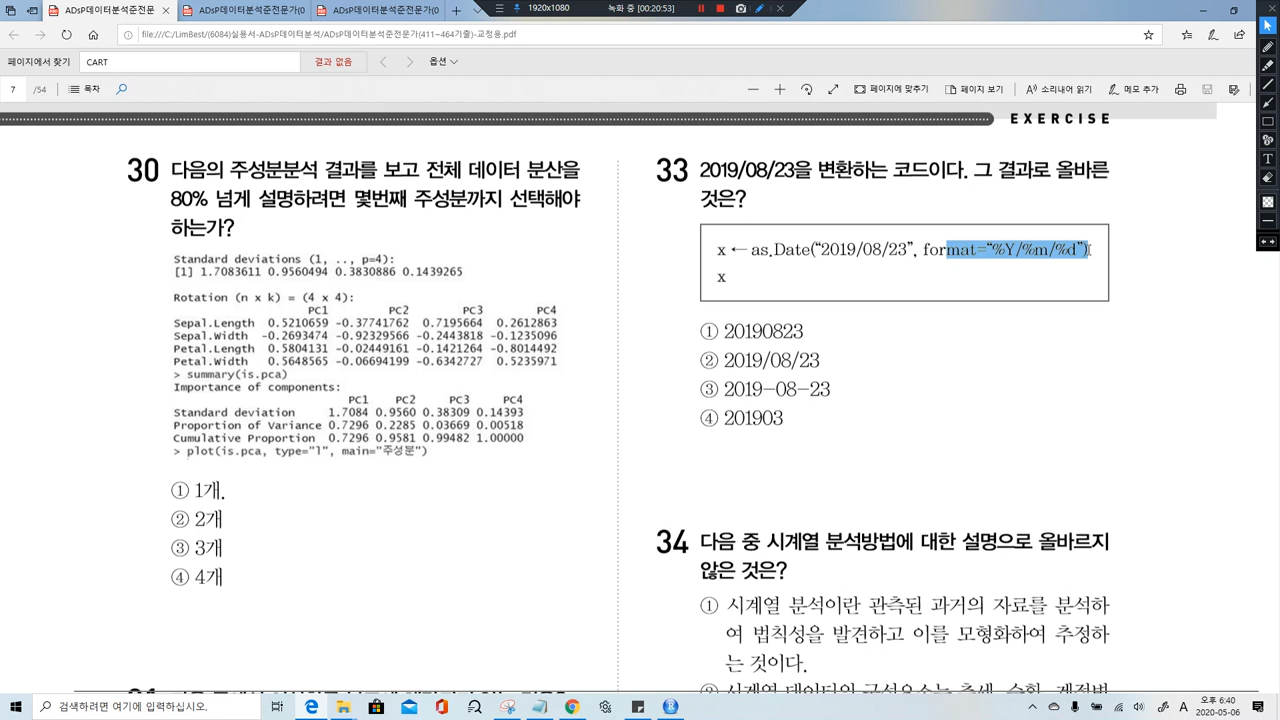 ADsP데이터분석준전문
ADsP데이터분석준전문가(0
ADsP데이터분석준전문가(0
1920x1080
녹화 중 [00:20:53]
file:///C:/LimBest/(6084)실용서-ADsP데이터분석/ADsP데이터분석준전문가(411~464기출)-교정용.pdf
페이지에서 찾기
CART
결과 없음
옵션
7 /54
목차
페이지에 맞추기
페이지 보기
소리내어 읽기
메모 추가
EXERCISE
30 다음의 주성분분석 결과를 보고 전체 데이터 분산을
80% 넘게 설명하려면 몇번째 주성분까지 선택해야
하는가?
Standard deviations (1, ., p=4):
[1] 1.7083611 0.9560494 0.3830886 0.1439265
Rotation (n x k) = (4 x 4):
PC1 PC2 PC3 PC4
Sepal.Length 0.5210659 -0.37741762 0.7195664 0.2612863
Sepal.Width -0.2693474 -0.92329566 -0.2443818 -0.1235096
Petal.Length 0.5804131 -0.02449161 -0.1421264 -0.8014492
Petal.Width 0.5648565 -0.06694199 -0.6342727 0.5235971
> summary(is.pca)
Importance of components:
PC1 PC2 PC3 PC4
Standard deviation 1.7084 0.9560 0.38309 0.14393
Proportion of Variance 0.7296 0.2285 0.03669 0.00518
Cumulative Proportion 0.7296 0.9581 0.99482 1.00000
> plot(is.pca, type="l", main="주성분")
① 1개.
② 2개
③ 3개
④ 4개
33 2019/08/23을 변환하는 코드이다. 그 결과로 올바른
것은?
x ← as.Date(“2019/08/23”, format=“%Y/%m/%d”)
x
① 20190823
② 2019/08/23
③ 2019-08-23
④ 201903
34 다음 중 시계열 분석방법에 대한 설명으로 올바르지
않은 것은?
① 시계열 분석이란 관측된 과거의 자료를 분석하
여 법칙성을 발견하고 이를 모형화하여 추정하
는 것이다.
검색하려면 여기에 입력하십시오.
A
오후 6:40
2020-05-06